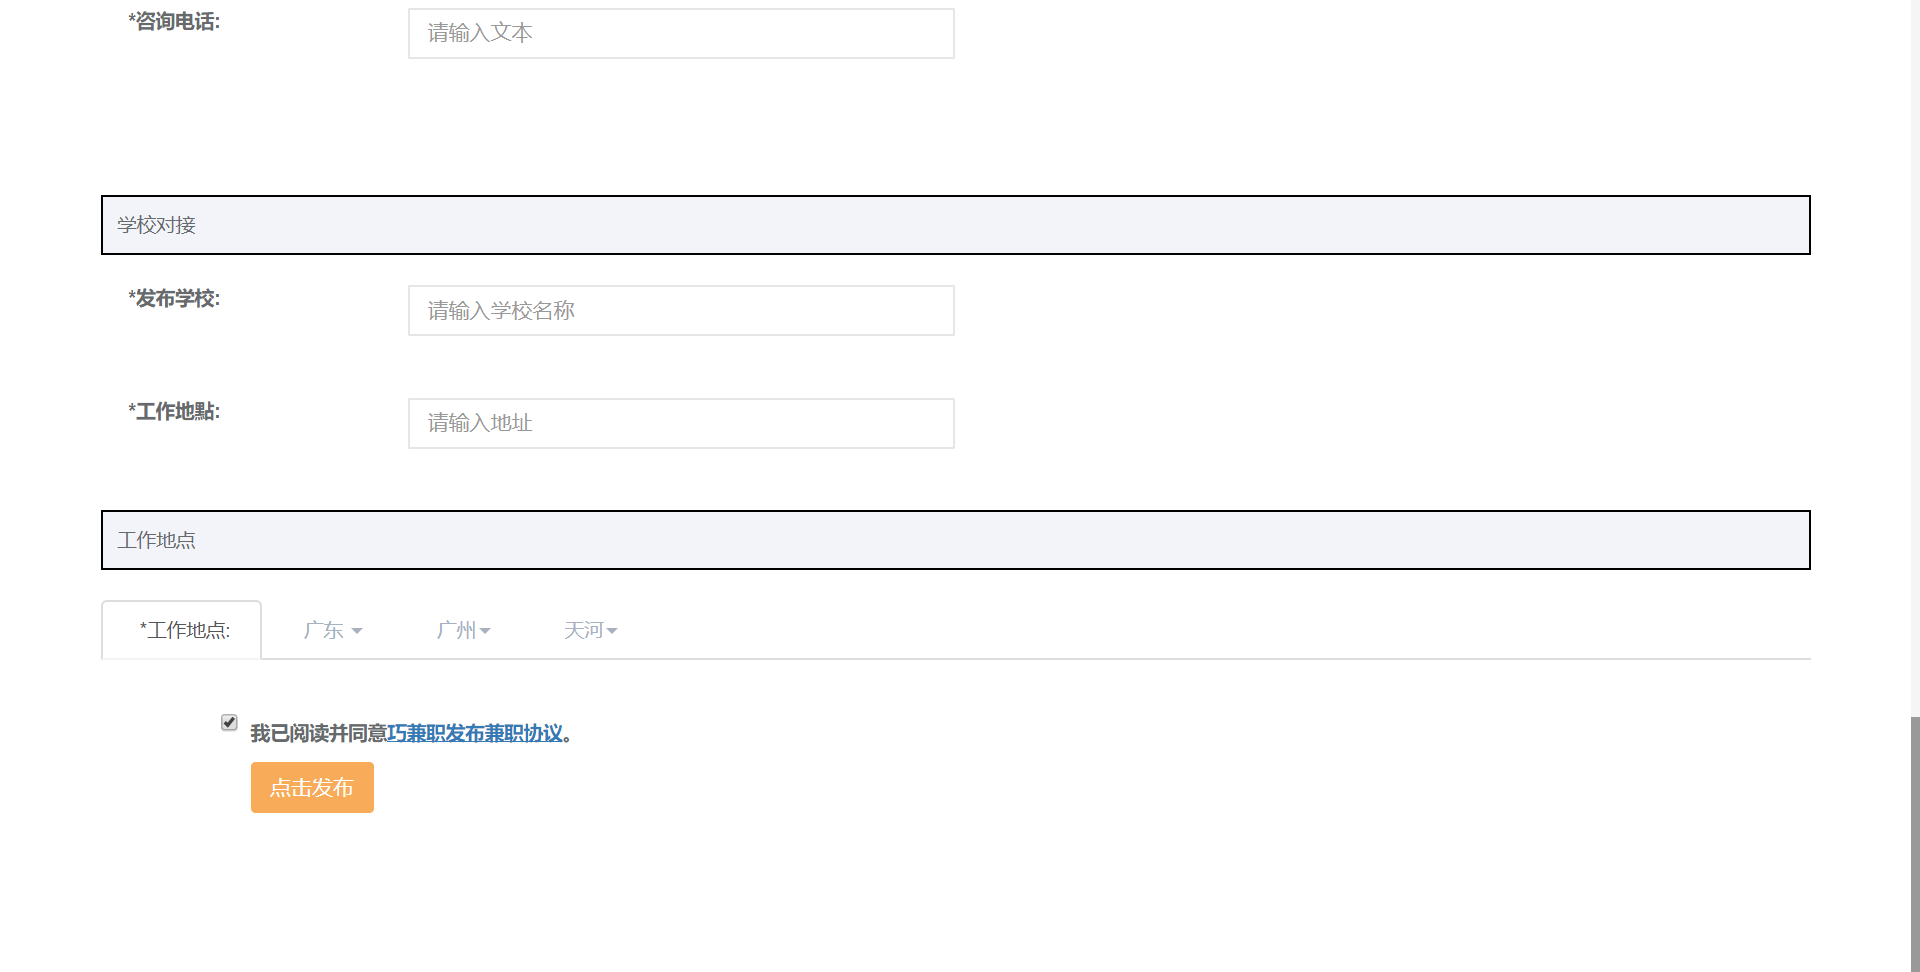 *咨询电话:
请输入文本
学校对接
*发布学校:
请输入学校名称
*工作地點:
请输入地址
工作地点
*工作地点: 广东 广州 天河
我已阅读并同意巧兼职发布兼职协议。
点击发布